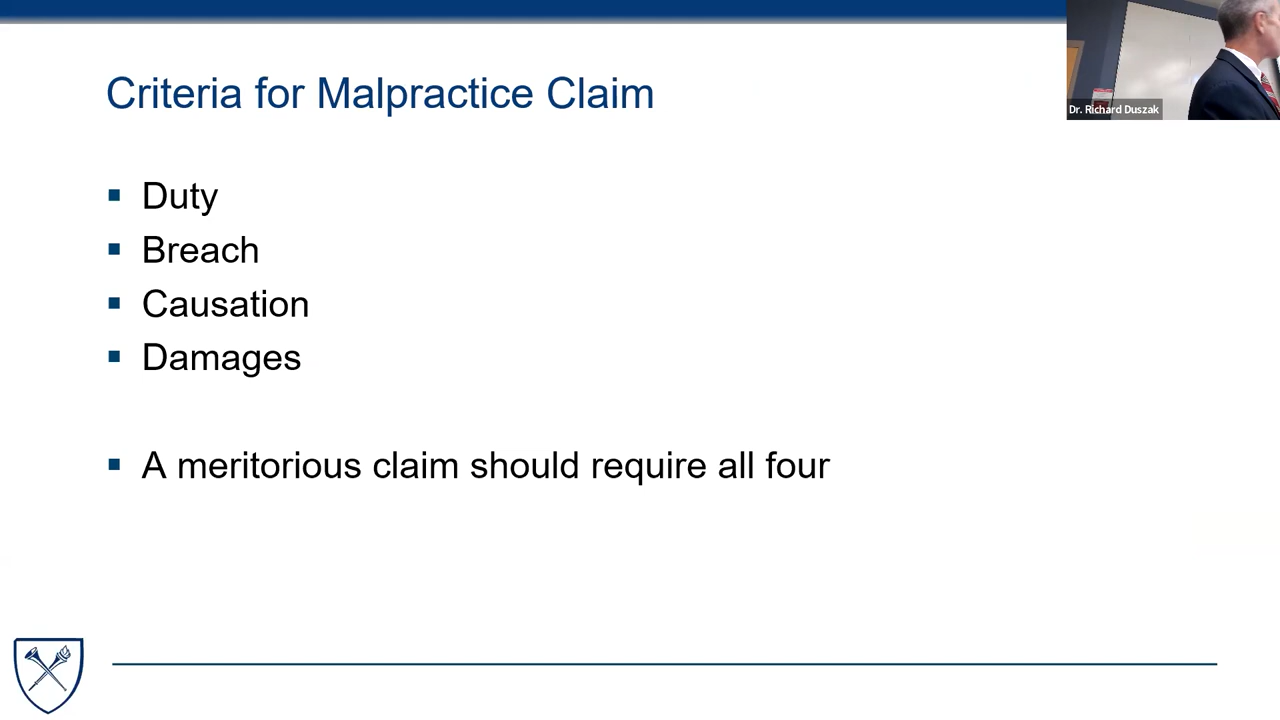 Criteria for Malpractice Claim
Dr. Richard Duszak
▪ Duty
▪ Breach
▪ Causation
▪ Damages
▪ A meritorious claim should require all four